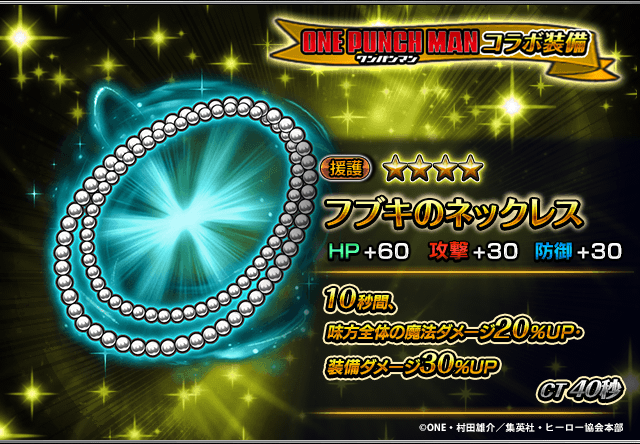 ONE PUNCH MAN コラボ装備
ワンパンマン
援護
フブキのネックレス
HP +60 攻撃 +30 防御 +30
10秒間、
味方全体の魔法ダメージ20%UP・
装備ダメージ30%UP
CT 40秒
©ONE・村田雄介／集英社・ヒーロー協会本部